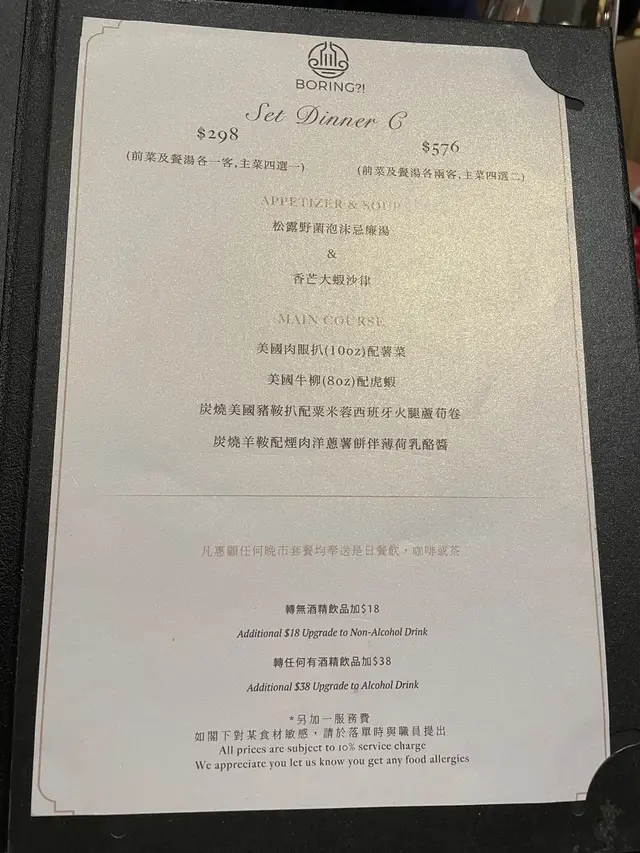 BORING?!
Set Dinner C
$298
$576
(前菜及餐湯各一客,主菜四選一)
(前菜及餐湯各兩客,主菜四選二)
APPETIZER & SOUP
松露野菌泡沫忌廉湯
&
香芒大蝦沙律
MAIN COURSE
美國肉眼扒(10oz)配薯菜
美國牛柳(8oz)配虎蝦
炭燒美國豬鞍扒配粟米蓉西班牙火腿蘆荀卷
炭燒羊鞍配煙肉洋蔥薯餅伴薄荷乳酪醬
凡惠顧任何晚市套餐均奉送是日餐飲，咖啡或茶
轉無酒精飲品加$18
Additional $18 Upgrade to Non-Alcohol Drink
轉任何有酒精飲品加$38
Additional $38 Upgrade to Alcohol Drink
*另加一服務費
如閣下對某食材敏感，請於落單時與職員提出
All prices are subject to 10% service charge
We appreciate you let us know you get any food allergies